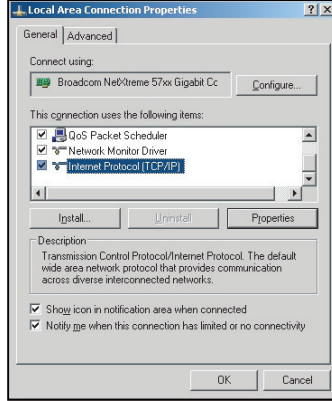 Local Area Connection Properties
General
Advanced
Connect using:
Broadcom NetXtreme 57xx Gigabit Cc
Configure...
This connection uses the following items:
QoS Packet Scheduler
Network Monitor Driver
Internet Protocol (TCP/IP)
Install...
Uninstall
Properties
Description
Transmission Control Protocol/Internet Protocol. The default
wide area network protocol that provides communication
across diverse interconnected networks.
Show icon in notification area when connected
Notify me when this connection has limited or no connectivity
OK
Cancel